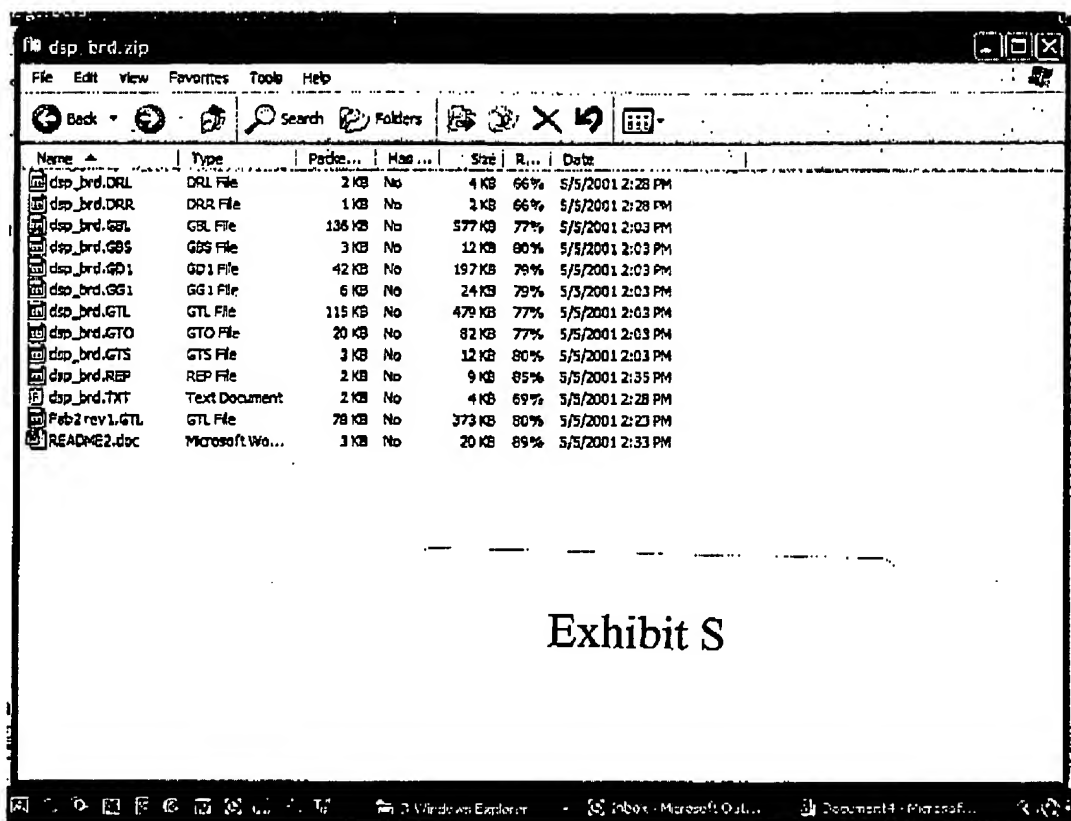 dsp_brd.zip
File Edit View Favorites Tools Help
Back Search Folders
Name Type Packe... Has ... Size R... Date
dsp_brd.DRL DRL File 2 KB No 4 KB 66% 5/5/2001 2:28 PM
dsp_brd.DRR DRR File 1 KB No 2 KB 66% 5/5/2001 2:28 PM
dsp_brd.GBL GBL File 136 KB No 577 KB 77% 5/5/2001 2:03 PM
dsp_brd.GBS GBS File 3 KB No 12 KB 80% 5/5/2001 2:03 PM
dsp_brd.GD1 GD1 File 42 KB No 197 KB 79% 5/5/2001 2:03 PM
dsp_brd.GG1 GG1 File 6 KB No 24 KB 79% 5/5/2001 2:03 PM
dsp_brd.GTL GTL File 115 KB No 479 KB 77% 5/5/2001 2:03 PM
dsp_brd.GTO GTO File 20 KB No 82 KB 77% 5/5/2001 2:03 PM
dsp_brd.GTS GTS File 3 KB No 12 KB 80% 5/5/2001 2:03 PM
dsp_brd.REP REP File 2 KB No 9 KB 85% 5/5/2001 2:35 PM
dsp_brd.TXT Text Document 2 KB No 4 KB 69% 5/5/2001 2:28 PM
Fab2rev1.GTL GTL File 78 KB No 373 KB 80% 5/5/2001 2:23 PM
README2.doc Microsoft Wo... 3 KB No 20 KB 89% 5/5/2001 2:33 PM
Exhibit S
3 Windows Explorer Inbox - Microsoft Out... Document4 - Microsof...